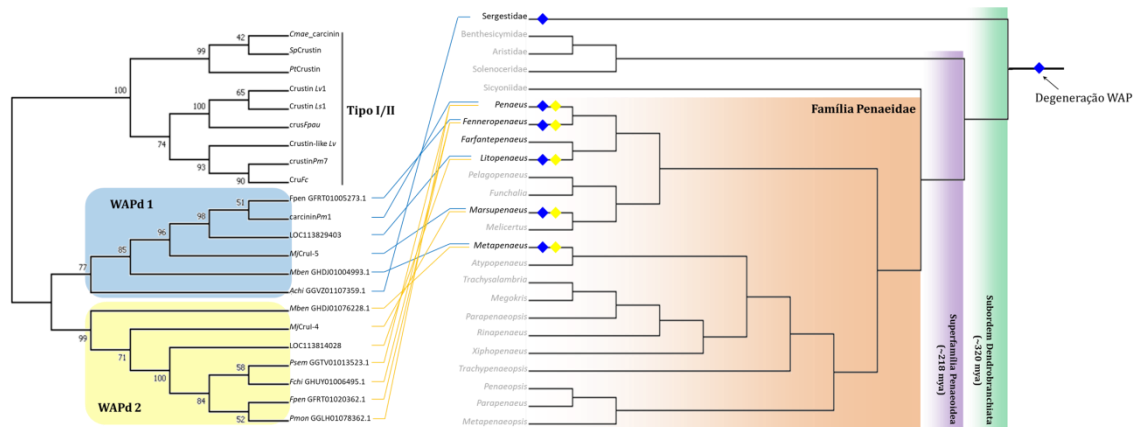 Cmae_carcinin
SpCrustin
PtCrustin
Crustin Lv1
Crustin Ls1
crusFpau
Crustin-like Lv
crustinPm7
CruFc
42
99
100
65
100
74
93
90
Tipo I/II
WAPd 1
Fpen GFRT01005273.1
carcininPm1
LOC113829403
MjCruI-5
Mben GHDJ01004993.1
Achi GGVZ01107359.1
51
98
96
85
77
WAPd 2
Mben GHDJ01076228.1
MjCruI-4
LOC113814028
Psem GGTV01013523.1
Fchi GHUY01006495.1
Fpen GFRT01020362.1
Pmon GGLH01078362.1
99
71
100
58
84
52
Sergestidae
Benthesicymidae
Aristidae
Solenoceridae
Sicyoniidae
Penaeus
Fenneropenaeus
Farfantepenaeus
Litopenaeus
Pelagopenaeus
Funchalia
Marsupenaeus
Melicertus
Metapenaeus
Atypopenaeus
Trachysalambria
Megokris
Parapenaeopsis
Rinapenaeus
Xiphopenaeus
Trachypenaeopsis
Penaeopsis
Parapenaeus
Metapenaeopsis
Família Penaeidae
Superfamília Penaeoidea
(~218 mya)
Subordem Dendrobranchiata
(~320 mya)
Degeneração WAP